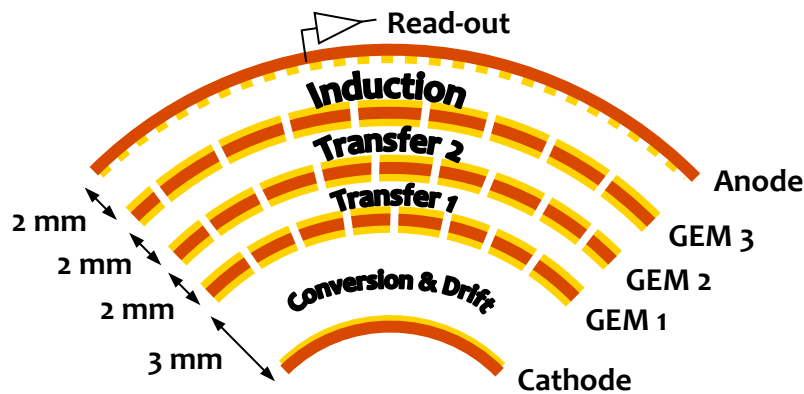 Read-out
Induction
Transfer 2
Transfer 1
Conversion & Drift
Anode
GEM 3
GEM 2
GEM 1
Cathode
2 mm
2 mm
2 mm
3 mm